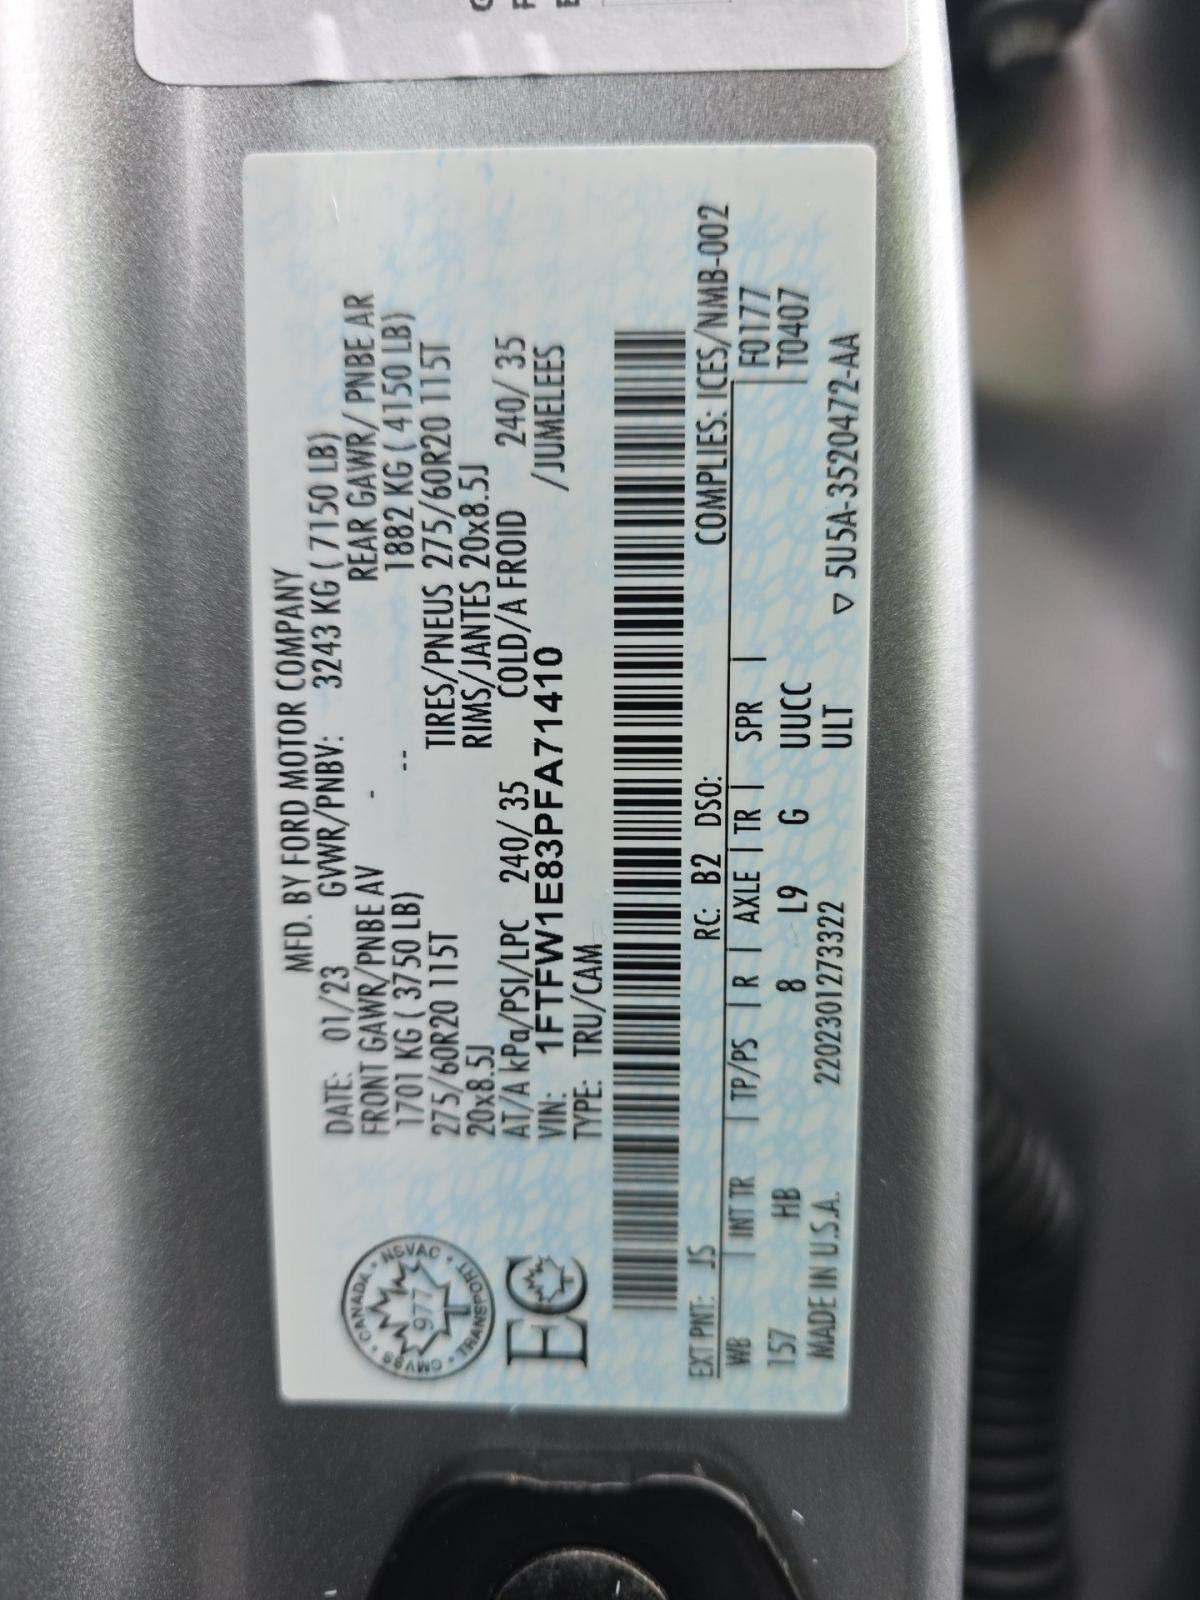 MFD. BY FORD MOTOR COMPANY
DATE: 01/23 GVWR/PNBV: 3243 KG ( 7150 LB)
FRONT GAWR/PNBE AV REAR GAWR/ PNBE AR
1701 KG ( 3750 LB) - 1882 KG ( 4150 LB)
275/60R20 115T -- TIRES/PNEUS 275/60R20 115T
20x8.5J RIMS/JANTES 20x8.5J
AT/A kPa/PSI/LPC 240/ 35 COLD/A FROID 240/ 35
VIN: 1FTFW1E83PFA71410 /JUMELEES
TYPE: TRU/CAM
CANADA • NSVAC • TRANSPORT • CMVSS
977
EC
EXT PNT: JS RC: B2 DSO: COMPLIES: ICES/NMB-002
WB | INT TR | TP/PS | R | AXLE | TR | SPR | | F0177
157 HB 8 L9 G UUCC T0407
MADE IN U.S.A. 2202301273322 ULT ▽ 5U5A-3520472-AA